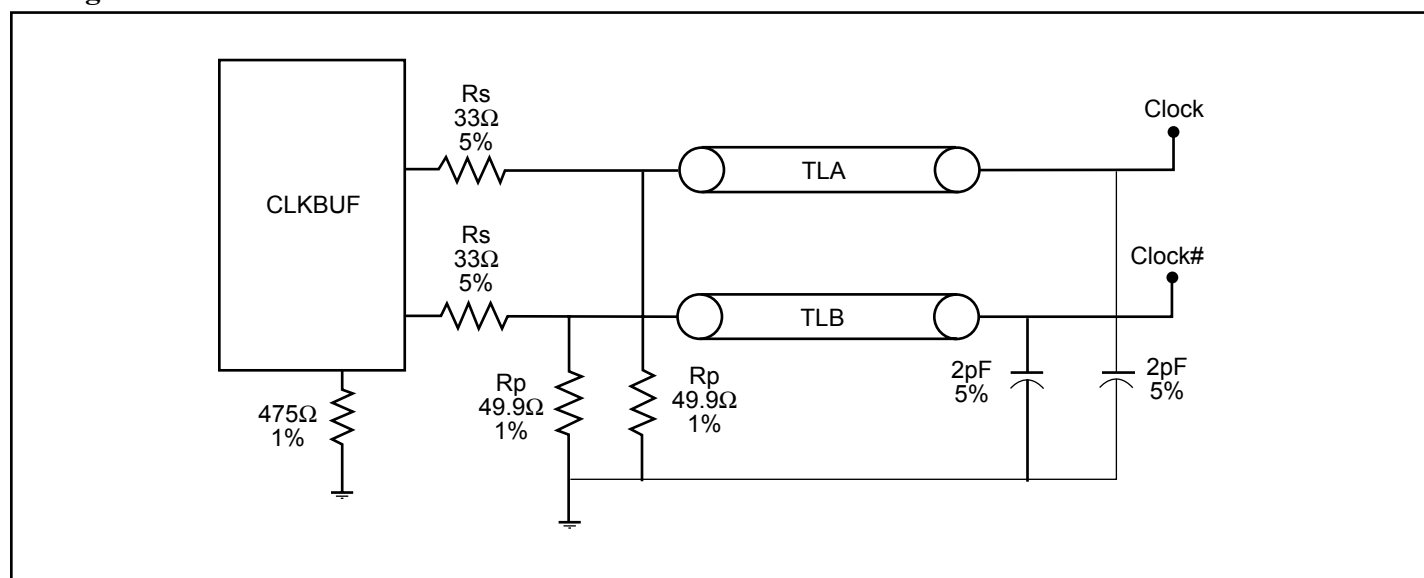 Rs
33Ω
5%
Clock
TLA
CLKBUF
Rs
33Ω
5%
Clock#
TLB
475Ω
1%
Rp
49.9Ω
1%
Rp
49.9Ω
1%
2pF
5%
2pF
5%